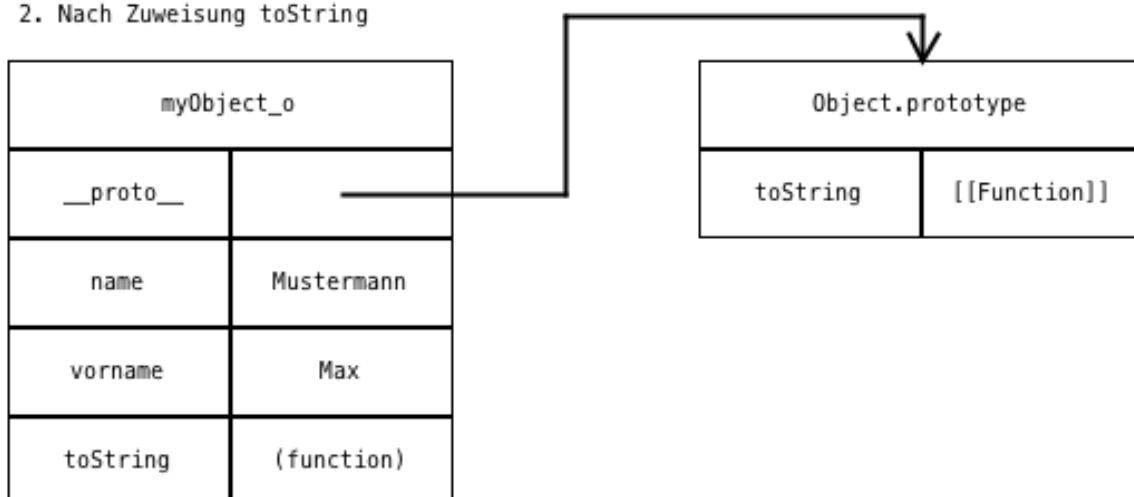 2. Nach Zuweisung toString
myObject_o
__proto__
name Mustermann
vorname Max
toString (function)
Object.prototype
toString [[Function]]